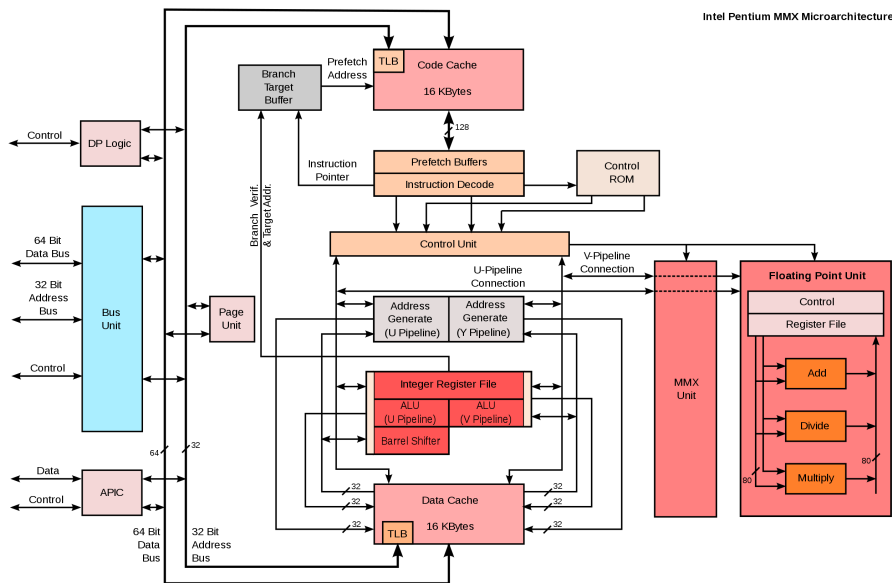 Intel Pentium MMX Microarchitecture
TLB
Code Cache
16 KBytes
Prefetch
Address
Branch
Target
Buffer
128
Control
DP Logic
Prefetch Buffers
Instruction Decode
Control
ROM
Instruction
Pointer
Branch Verif.
& Target Addr.
Control Unit
64 Bit
Data Bus
32 Bit
Address
Bus
Control
Bus
Unit
Page
Unit
U-Pipeline
Connection
V-Pipeline
Connection
Address
Generate
(U Pipeline)
Address
Generate
(Y Pipeline)
Floating Point Unit
Control
Register File
Add
Divide
Multiply
80
80
MMX
Unit
Integer Register File
ALU
(U Pipeline)
ALU
(V Pipeline)
Barrel Shifter
64
32
Data
Control
APIC
32
32
32
32
32
32
Data Cache
16 KBytes
TLB
64 Bit
Data
Bus
32 Bit
Address
Bus